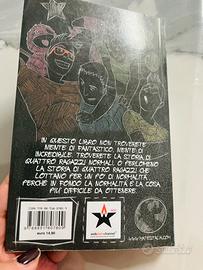 IN QUESTO LIBRO NON TROVERETE
NIENTE DI FANTASTICO, NIENTE DI
INCREDIBILE. TROVERETE LA STORIA DI
QUATTRO RAGAZZI NORMALI, O PERLOMENO
LA STORIA DI QUATTRO RAGAZZI CHE
LOTTANO PER UN PO' DI NORMALITÀ.
PERCHÉ IN FONDO LA NORMALITÀ È LA COSA
PIÙ DIFFICILE DA OTTENERE.
euro 14,90